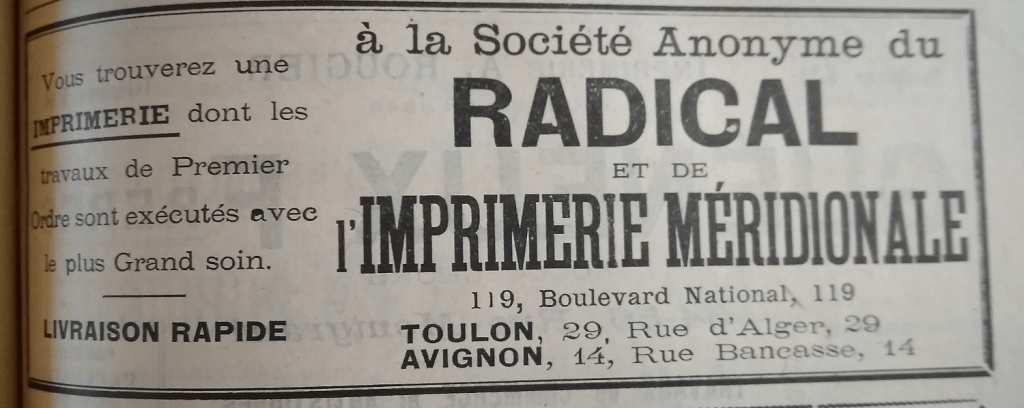 Vous trouverez une
IMPRIMERIE dont les
travaux de Premier
Ordre sont exécutés avec
le plus Grand soin.
LIVRAISON RAPIDE
à la Société Anonyme du
RADICAL
ET DE
l'IMPRIMERIE MÉRIDIONALE
119, Boulevard National, 119
TOULON, 29, Rue d'Alger, 29
AVIGNON, 14, Rue Bancasse, 14